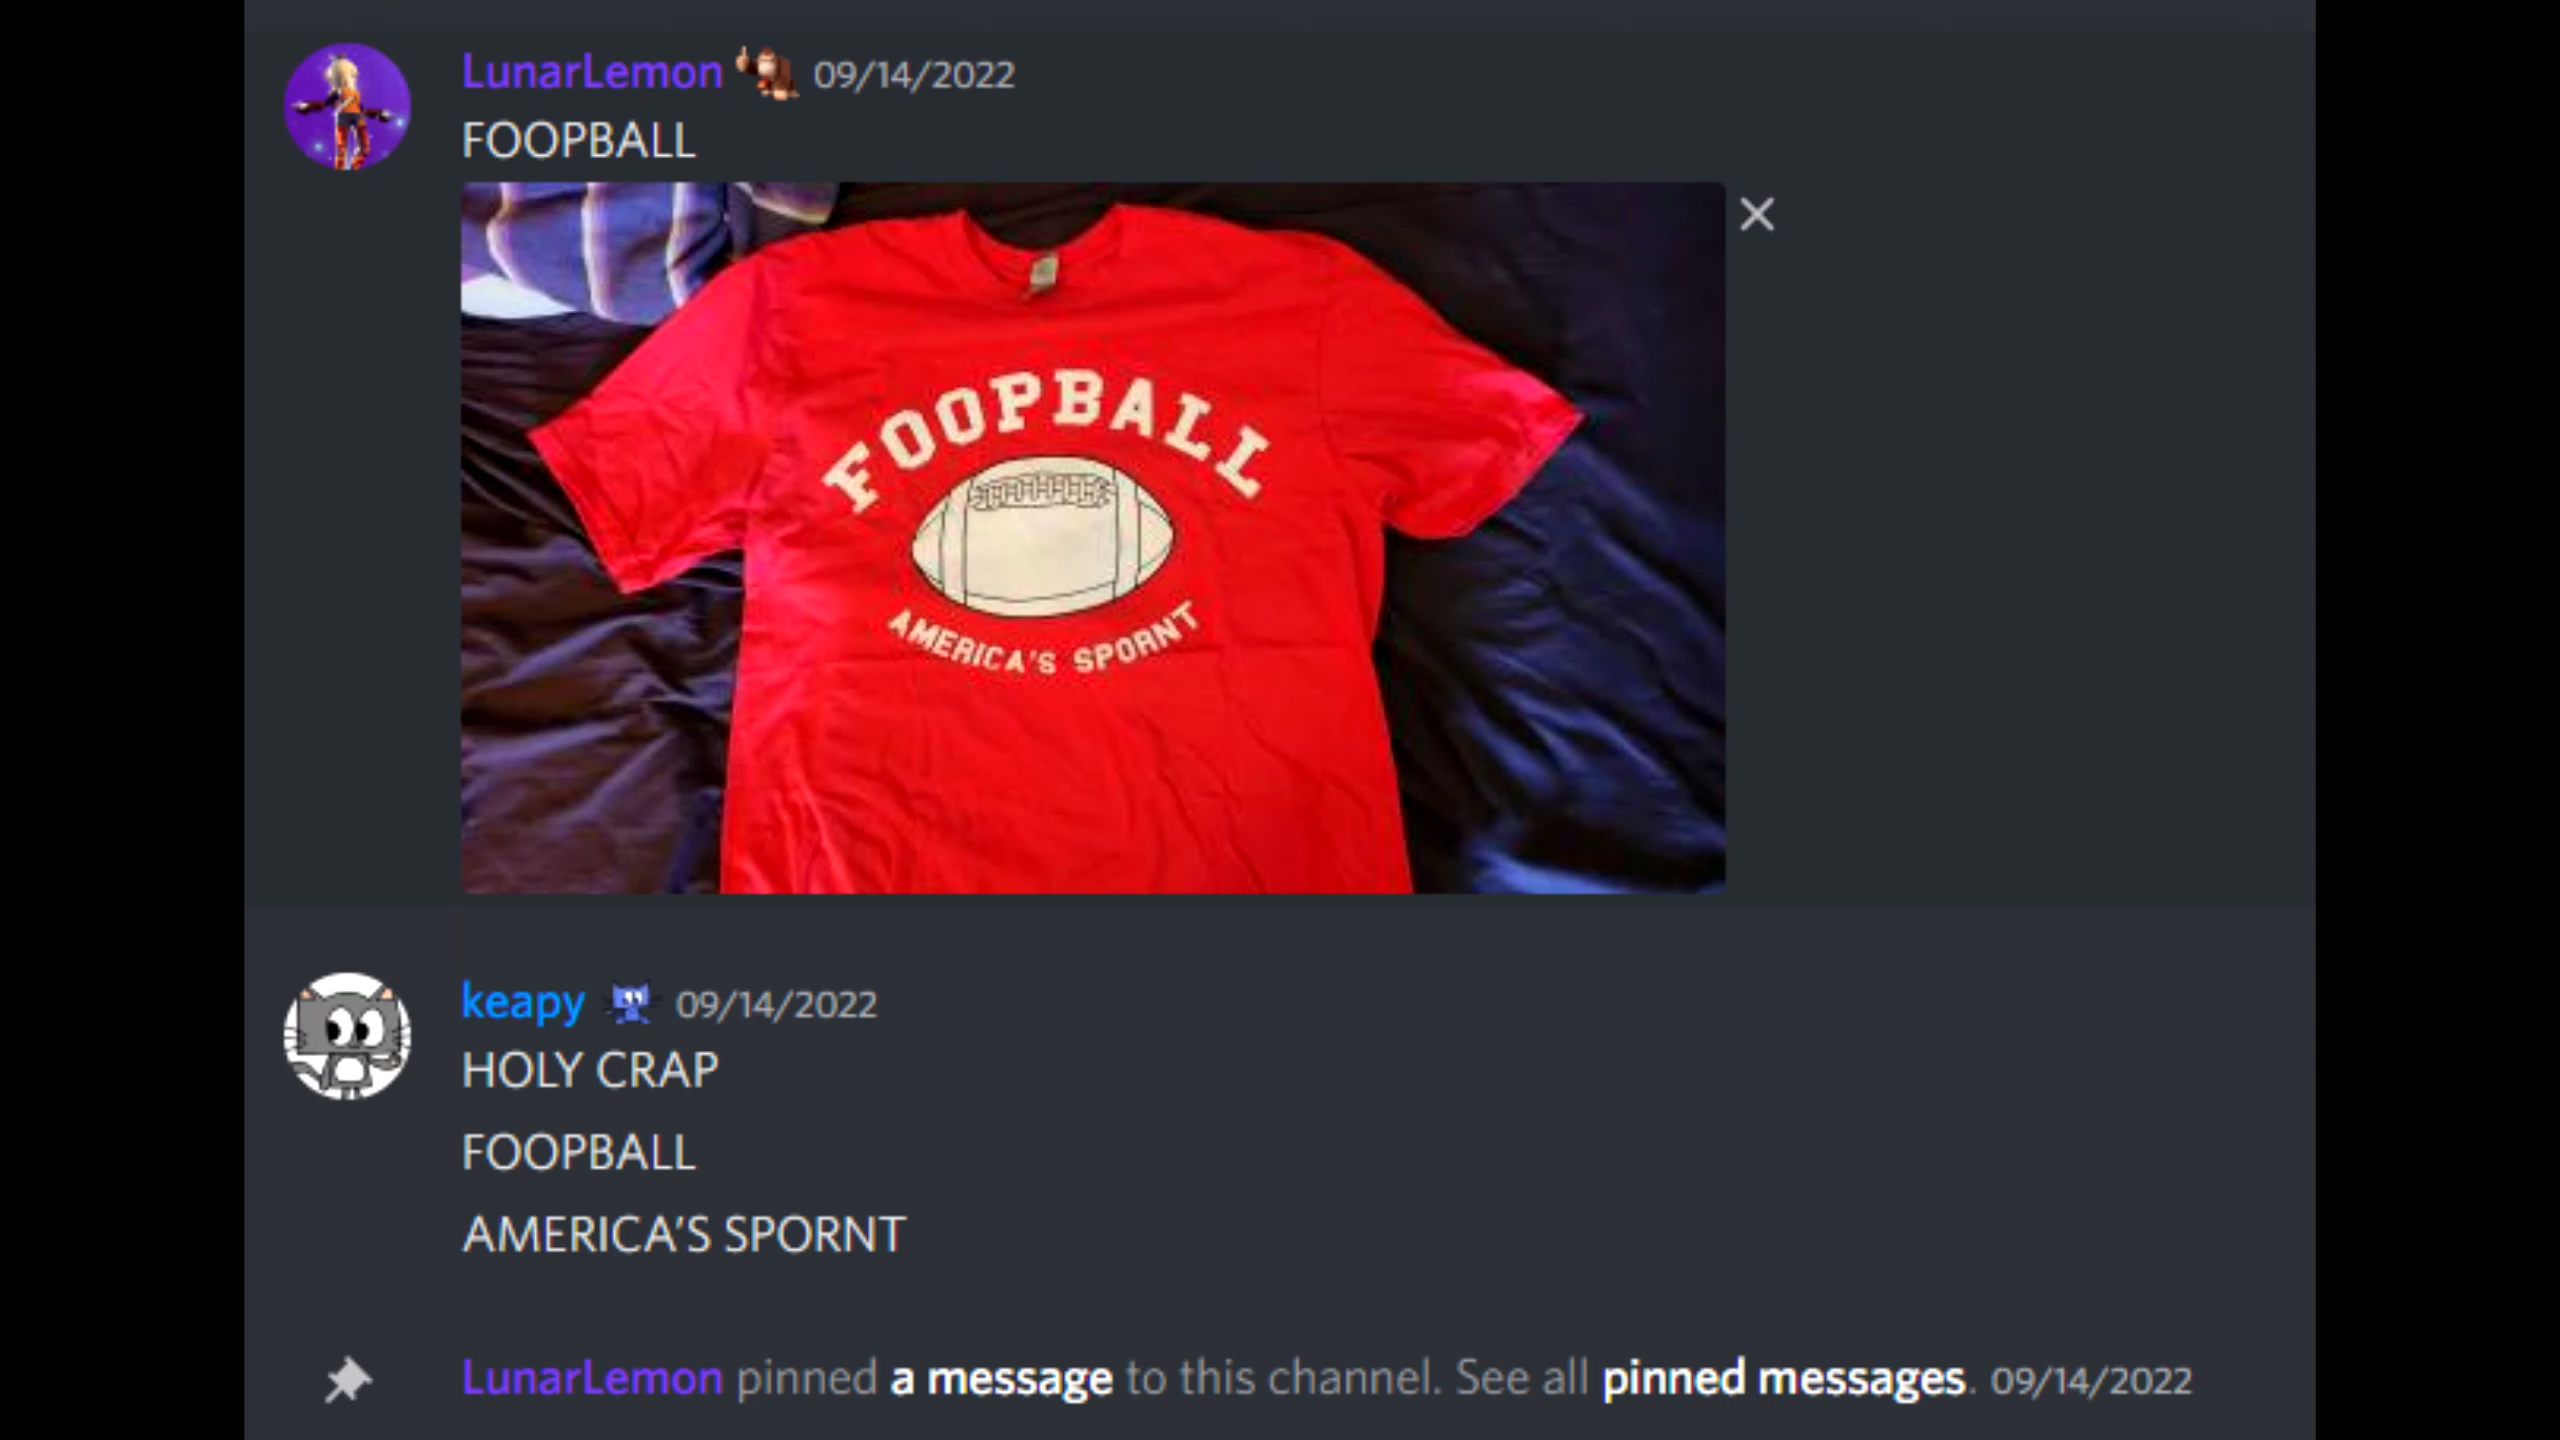 LunarLemon 09/14/2022
FOOPBALL
FOOPBALL
AMERICA'S SPORNT
keapy 09/14/2022
HOLY CRAP
FOOPBALL
AMERICA'S SPORNT
LunarLemon pinned a message to this channel. See all pinned messages. 09/14/2022